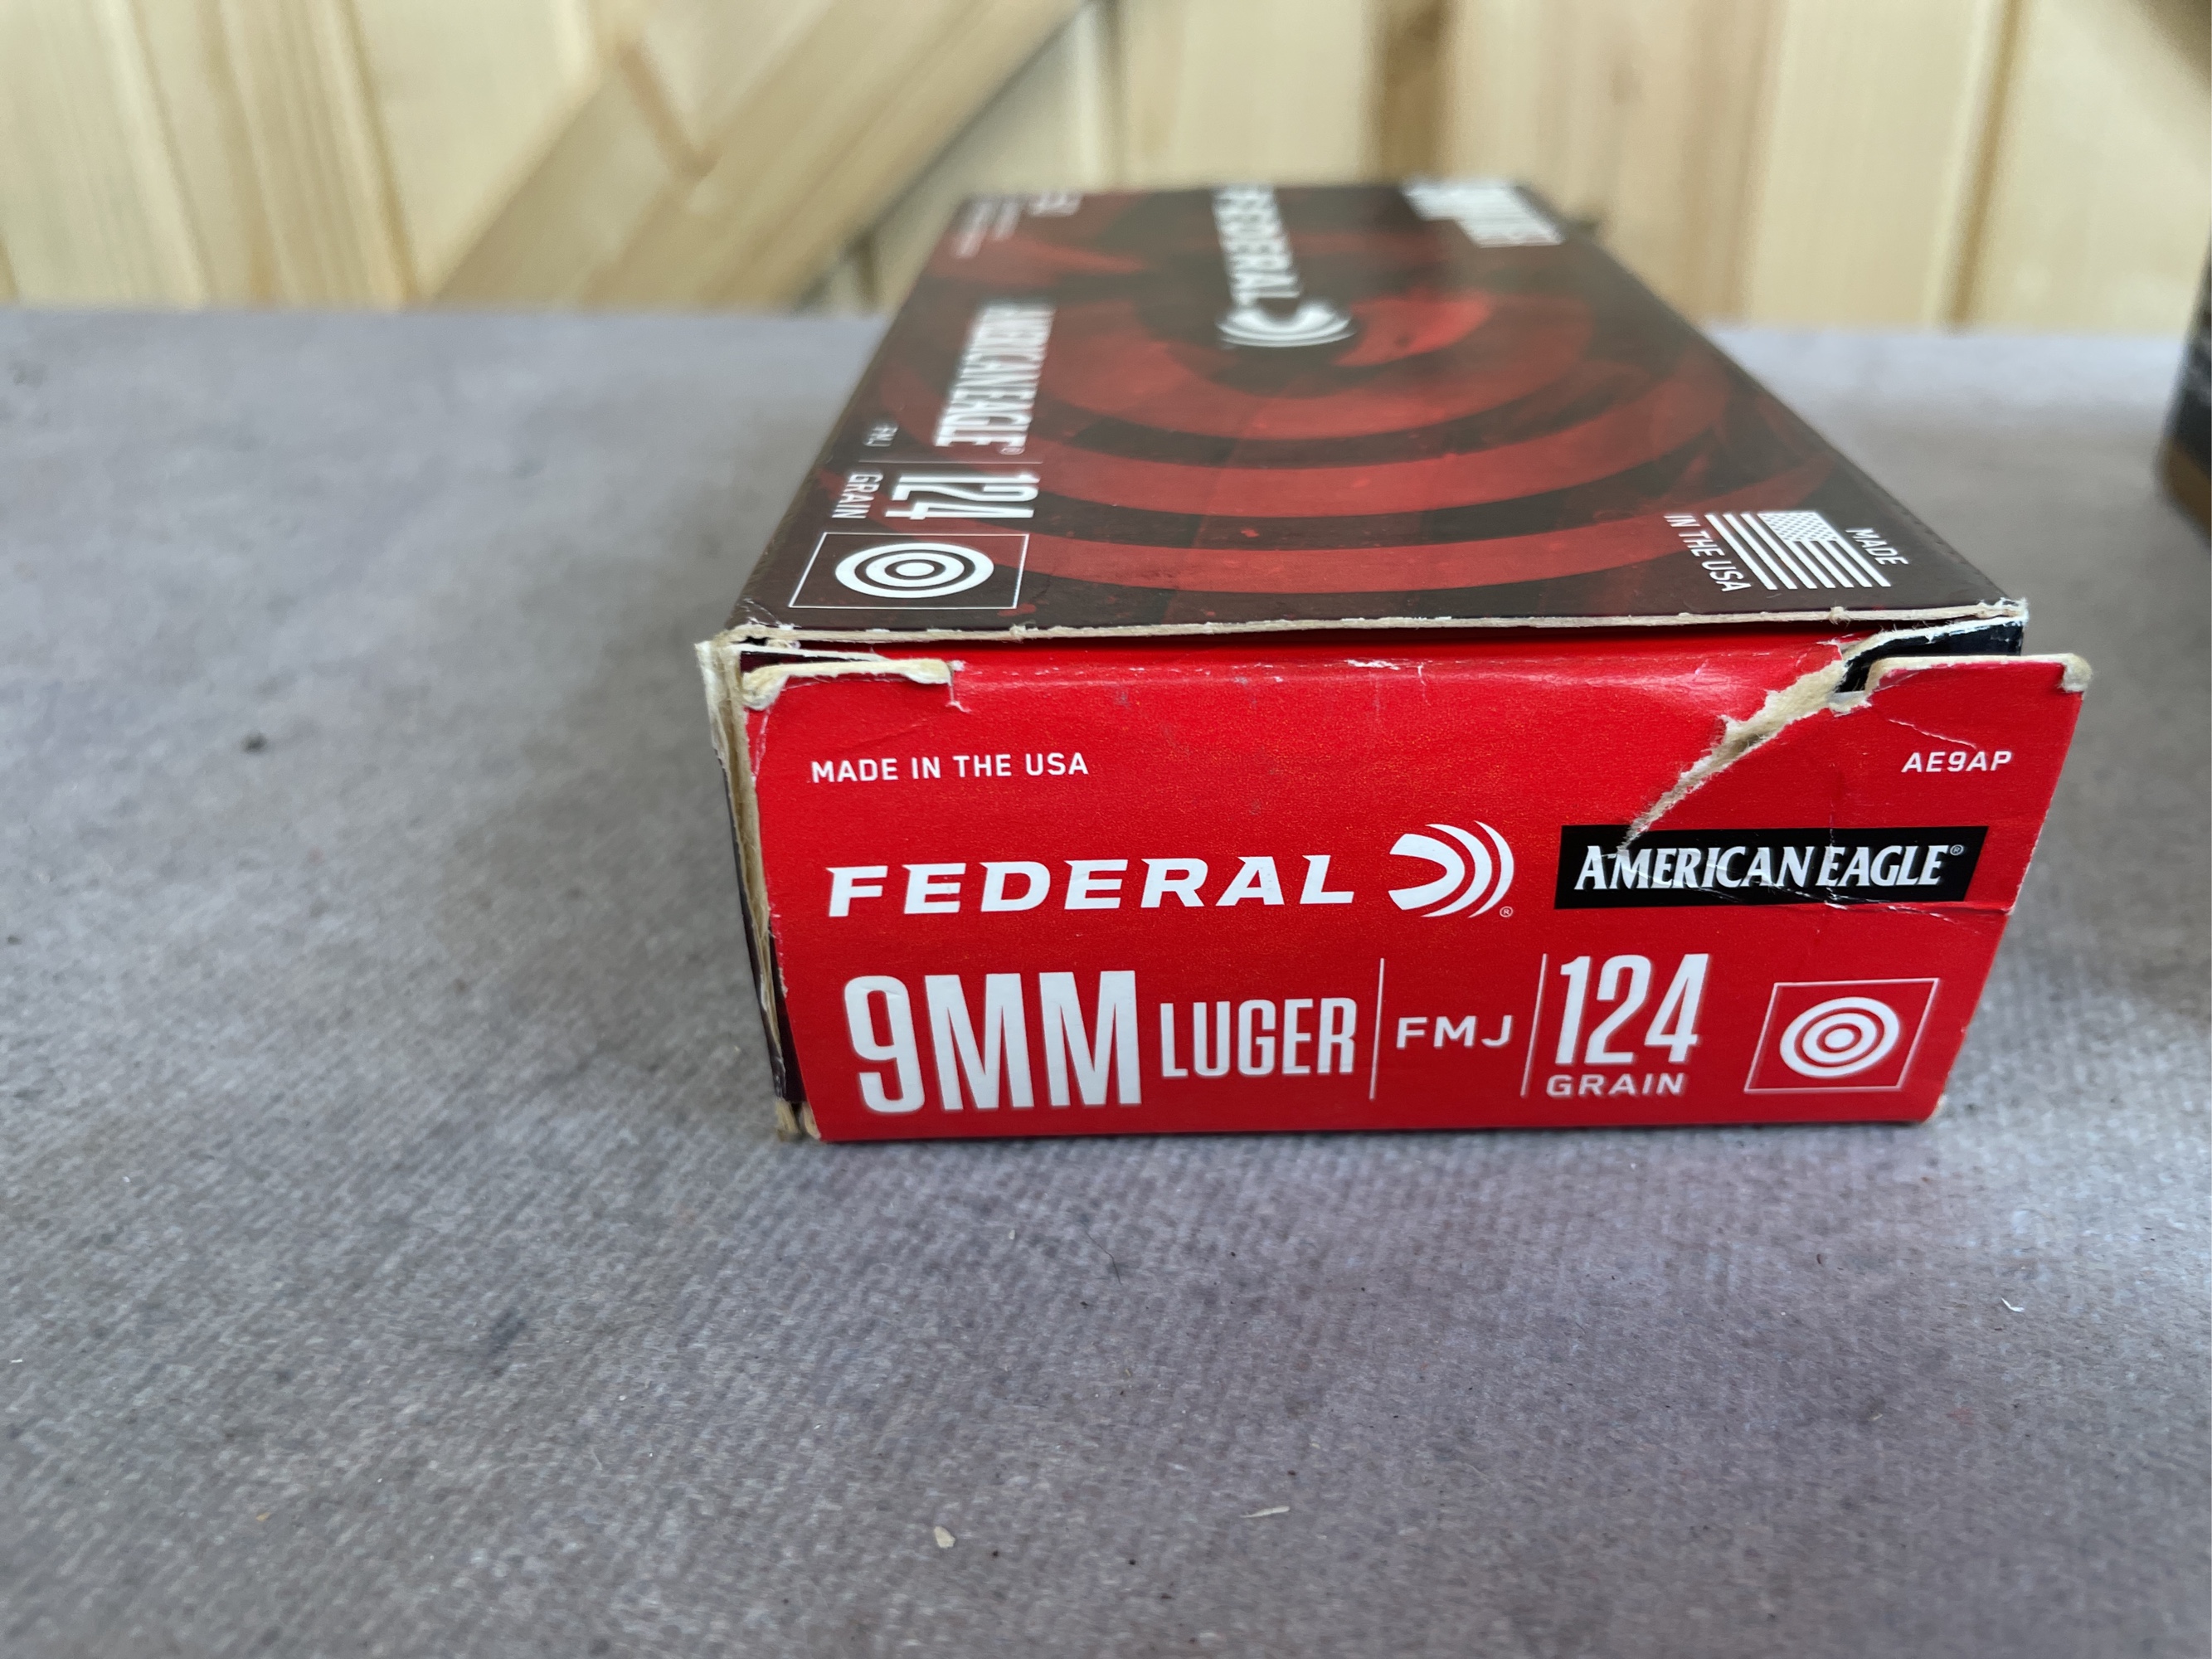 FEDERAL
AMERICAN EAGLE®
124
GRAIN
FMJ
MADE
IN THE USA
MADE IN THE USA
AE9AP
FEDERAL ® AMERICAN EAGLE®
9MM LUGER FMJ 124
GRAIN